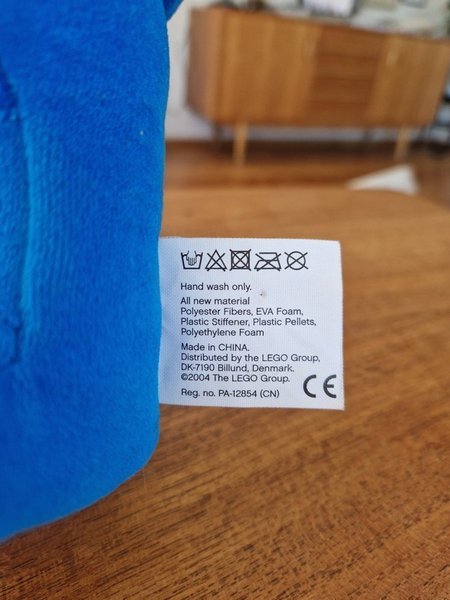 Hand wash only.
All new material
Polyester Fibers, EVA Foam,
Plastic Stiffener, Plastic Pellets,
Polyethylene Foam
Made in CHINA.
Distributed by the LEGO Group,
DK-7190 Billund, Denmark.
©2004 The LEGO Group.
Reg. no. PA-12854 (CN)
CE